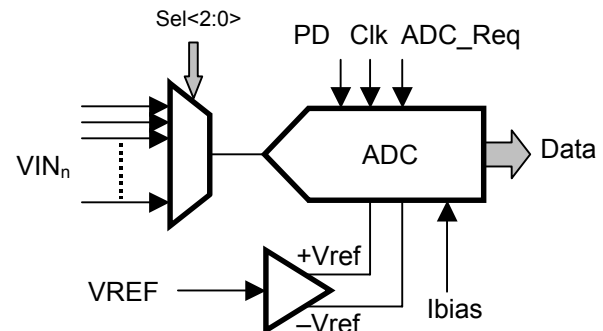 Sel<2:0>
PD Clk ADC_Req
VINn
ADC
Data
+Vref
VREF
–Vref
Ibias